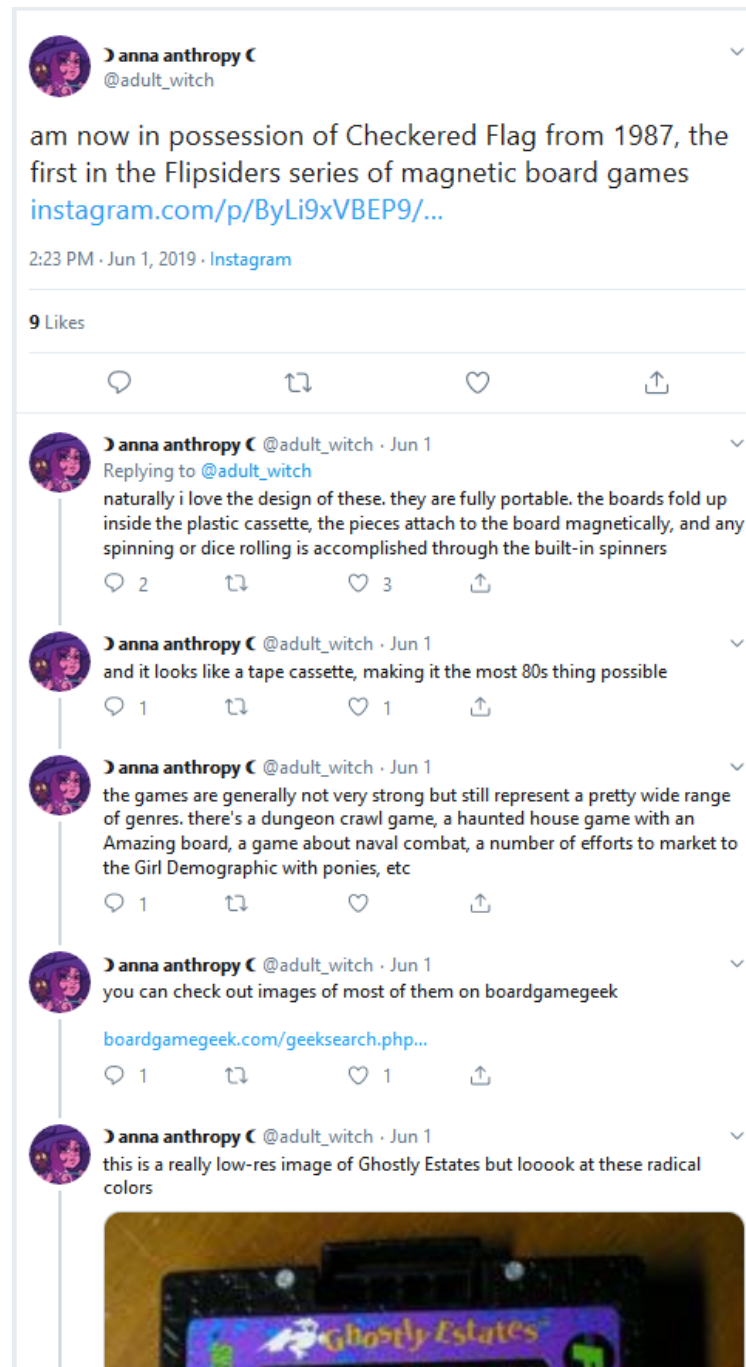 ☽ anna anthropy ☾
@adult_witch
am now in possession of Checkered Flag from 1987, the
first in the Flipsiders series of magnetic board games
instagram.com/p/ByLi9xVBEP9/...
2:23 PM · Jun 1, 2019 · Instagram
9 Likes
☽ anna anthropy ☾ @adult_witch · Jun 1
Replying to @adult_witch
naturally i love the design of these. they are fully portable. the boards fold up
inside the plastic cassette, the pieces attach to the board magnetically, and any
spinning or dice rolling is accomplished through the built-in spinners
2 3
☽ anna anthropy ☾ @adult_witch · Jun 1
and it looks like a tape cassette, making it the most 80s thing possible
1 1
☽ anna anthropy ☾ @adult_witch · Jun 1
the games are generally not very strong but still represent a pretty wide range
of genres. there's a dungeon crawl game, a haunted house game with an
Amazing board, a game about naval combat, a number of efforts to market to
the Girl Demographic with ponies, etc
1
☽ anna anthropy ☾ @adult_witch · Jun 1
you can check out images of most of them on boardgamegeek
boardgamegeek.com/geeksearch.php...
1 1
☽ anna anthropy ☾ @adult_witch · Jun 1
this is a really low-res image of Ghostly Estates but looook at these radical
colors
Ghostly Estates